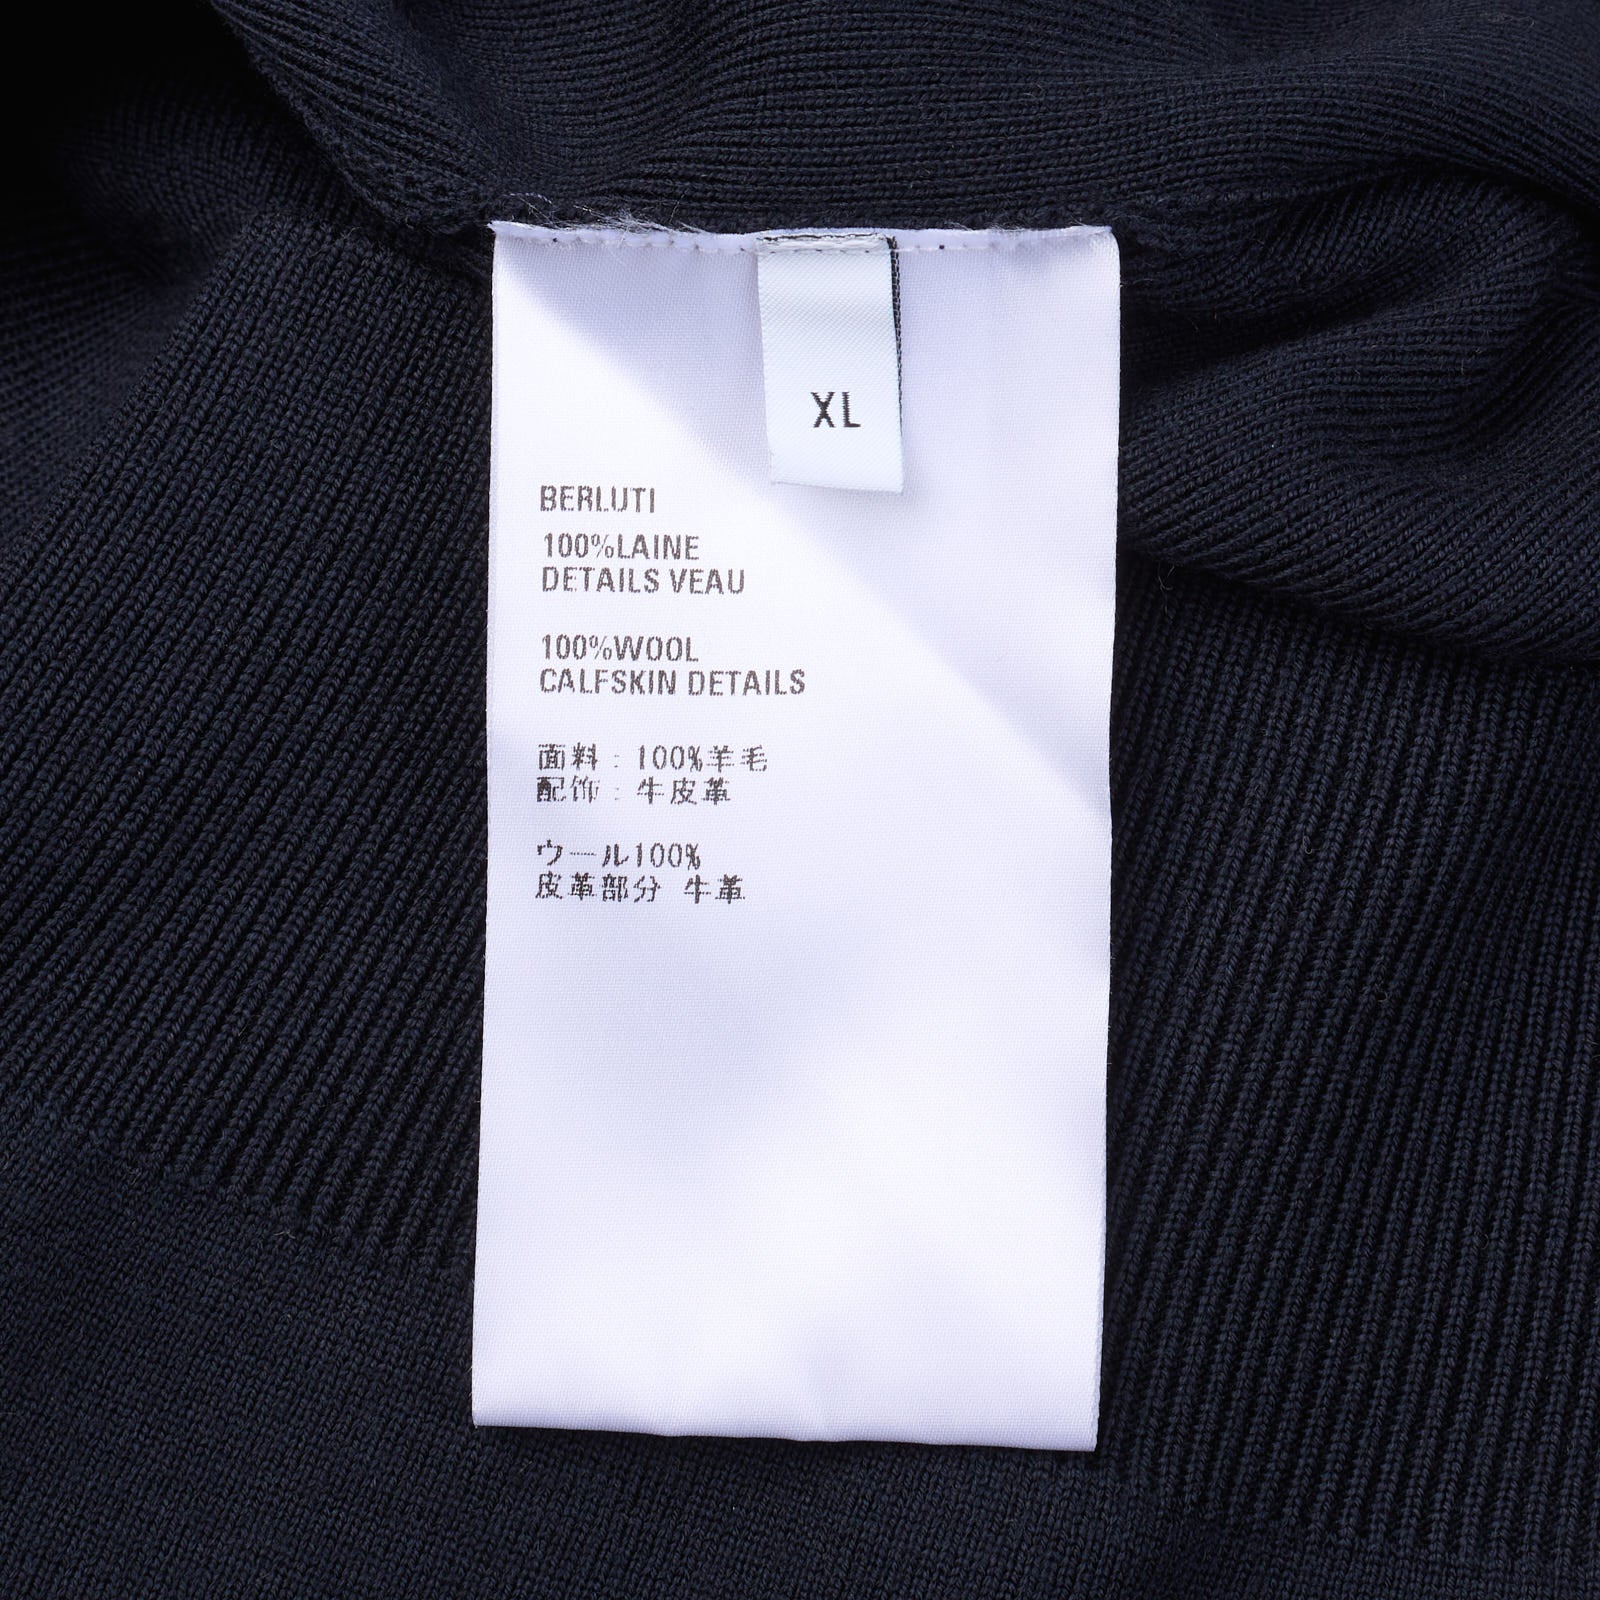 XL
BERLUTI
100%LAINE
DETAILS VEAU
100%WOOL
CALFSKIN DETAILS
面料：100%羊毛
配饰：牛皮革
ウール100%
皮革部分 牛革